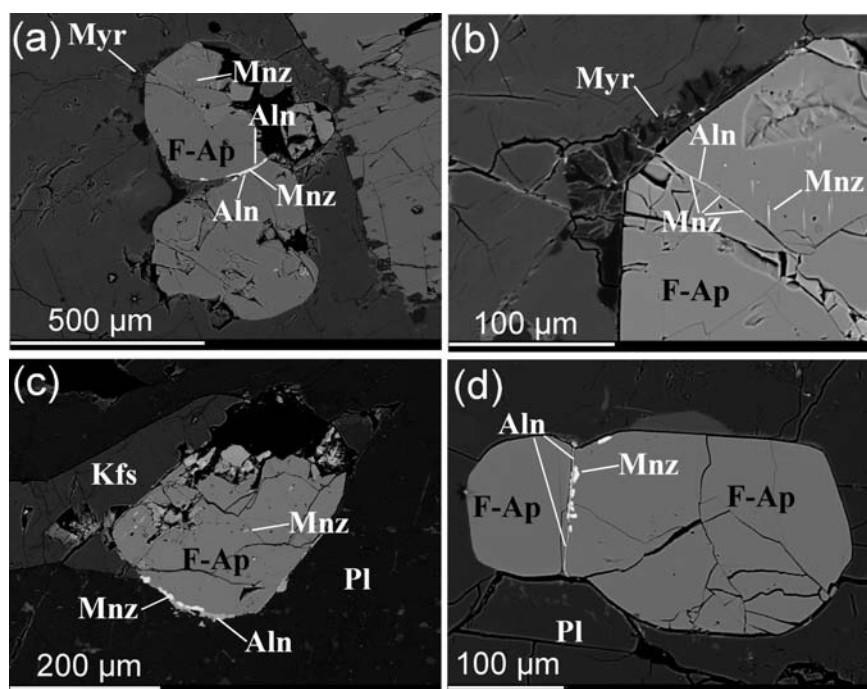 (a)
Myr
Mnz
Aln
F-Ap
Mnz
Aln
500 µm
(b)
Myr
Aln
Mnz
Mnz
F-Ap
100 µm
(c)
Kfs
Mnz
F-Ap
Pl
Mnz
Aln
200 µm
(d)
Aln
Mnz
F-Ap
F-Ap
Pl
100 µm